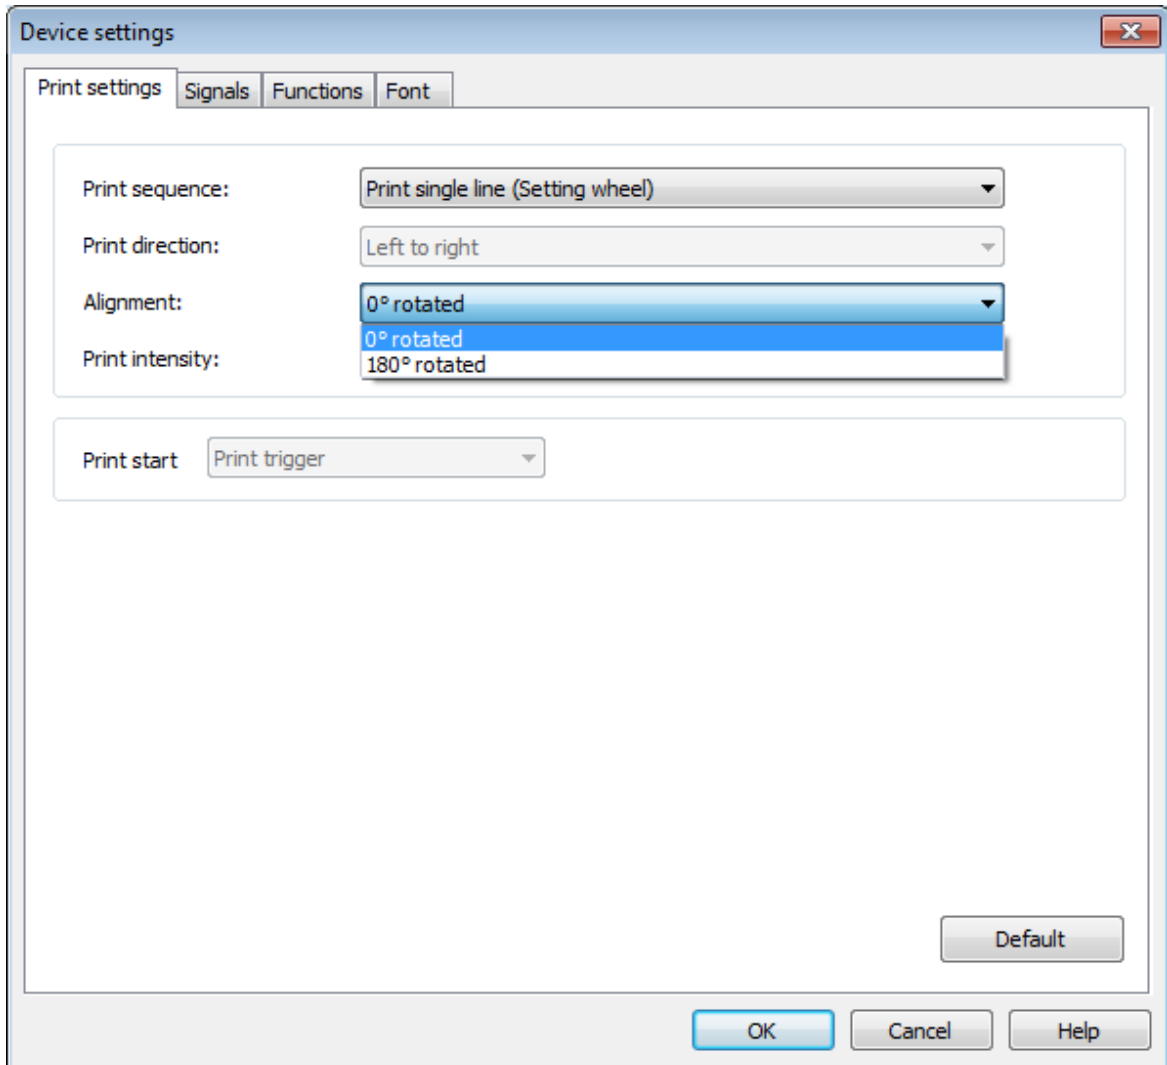 Device settings
Print settings Signals Functions Font
Print sequence: Print single line (Setting wheel)
Print direction: Left to right
Alignment: 0° rotated
0° rotated
Print intensity: 180° rotated
Print start Print trigger
Default
OK Cancel Help